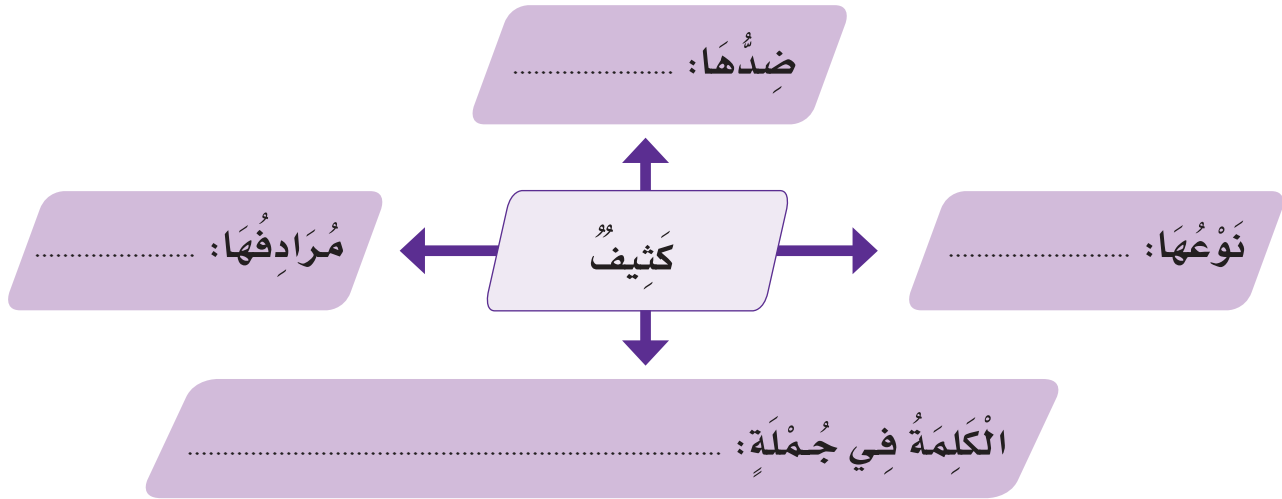 ضِدُّهَا: ......................
نَوْعُهَا: ......................
كَثِيفٌ
مُرَادِفُهَا: ......................
الْكَلِمَةُ فِي جُمْلَةٍ: ......................................................................